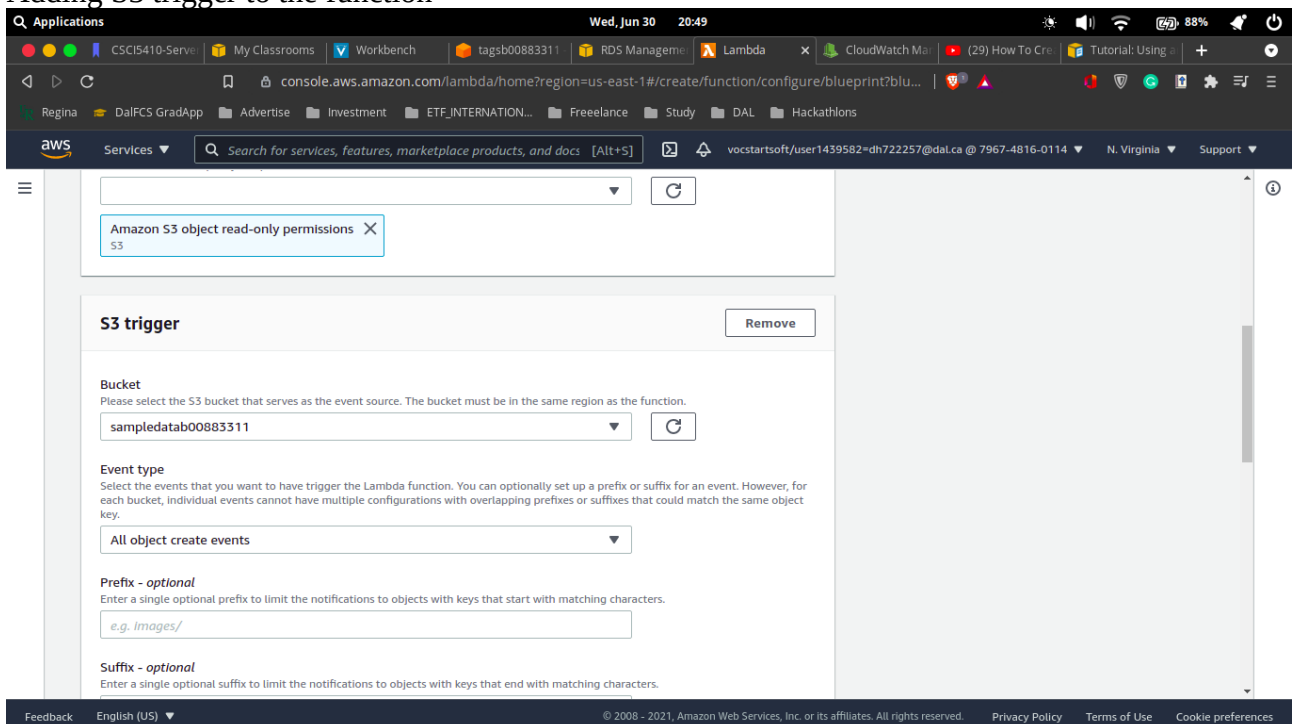 Adding S3 trigger to the function
Applications Wed, Jun 30 20:49 88%
CSCI5410-Serve My Classrooms Workbench tagsb00883311- RDS Manageme Lambda × CloudWatch Ma (29) How To Cre Tutorial: Using a +
console.aws.amazon.com/lambda/home?region=us-east-1#/create/function/configure/blueprint?blu...
Regina DalFCS GradApp Advertise Investment ETF_INTERNATION... Freeelance Study DAL Hackathlons
aws Services ▼ Search for services, features, marketplace products, and docs [Alt+S] vocstartsoft/user1439582=dh722257@dal.ca @ 7967-4816-0114 ▼ N. Virginia ▼ Support ▼
Amazon S3 object read-only permissions ×
S3
S3 trigger Remove
Bucket
Please select the S3 bucket that serves as the event source. The bucket must be in the same region as the function.
sampledatab00883311
Event type
Select the events that you want to have trigger the Lambda function. You can optionally set up a prefix or suffix for an event. However, for
each bucket, individual events cannot have multiple configurations with overlapping prefixes or suffixes that could match the same object
key.
All object create events
Prefix - optional
Enter a single optional prefix to limit the notifications to objects with keys that start with matching characters.
e.g. images/
Suffix - optional
Enter a single optional suffix to limit the notifications to objects with keys that end with matching characters.
Feedback English (US) ▼ © 2008 - 2021, Amazon Web Services, Inc. or its affiliates. All rights reserved. Privacy Policy Terms of Use Cookie preferences